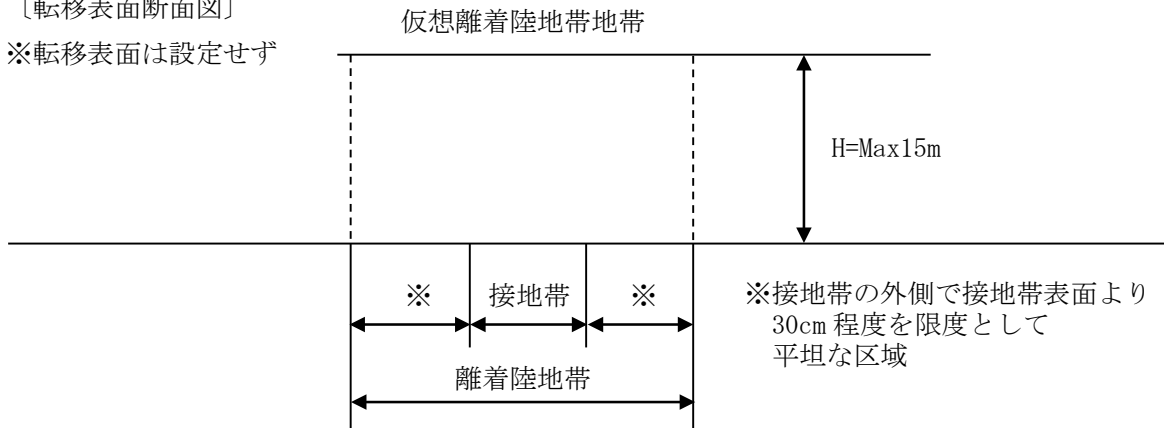 〔転移表面断面図〕
※転移表面は設定せず
仮想離着陸地帯地帯
H=Max15m
※
接地帯
※
※接地帯の外側で接地帯表面より
30cm 程度を限度として
平坦な区域
離着陸地帯